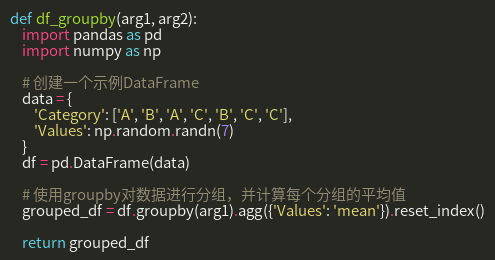 def df_groupby(arg1, arg2):
    import pandas as pd
    import numpy as np

    # 创建一个示例DataFrame
    data = {
        'Category': ['A', 'B', 'A', 'C', 'B', 'C', 'C'],
        'Values': np.random.randn(7)
    }
    df = pd.DataFrame(data)

    # 使用groupby对数据进行分组，并计算每个分组的平均值
    grouped_df = df.groupby(arg1).agg({'Values': 'mean'}).reset_index()

    return grouped_df